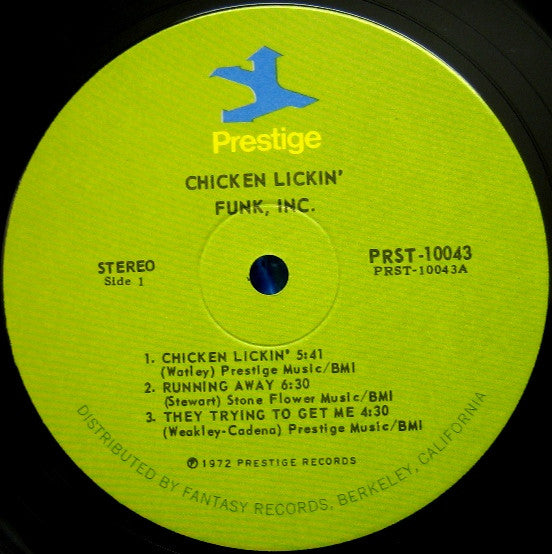 Prestige
CHICKEN LICKIN'
FUNK, INC.
STEREO
Side 1
PRST-10043
PRST-10043A
1. CHICKEN LICKIN' 5:41
(Watley) Prestige Music/BMI
2. RUNNING AWAY 6:30
(Stewart) Stone Flower Music/BMI
3. THEY TRYING TO GET ME 4:30
(Weakley-Cadena) Prestige Music/BMI
℗ 1972 PRESTIGE RECORDS
DISTRIBUTED BY FANTASY RECORDS, BERKELEY, CALIFORNIA